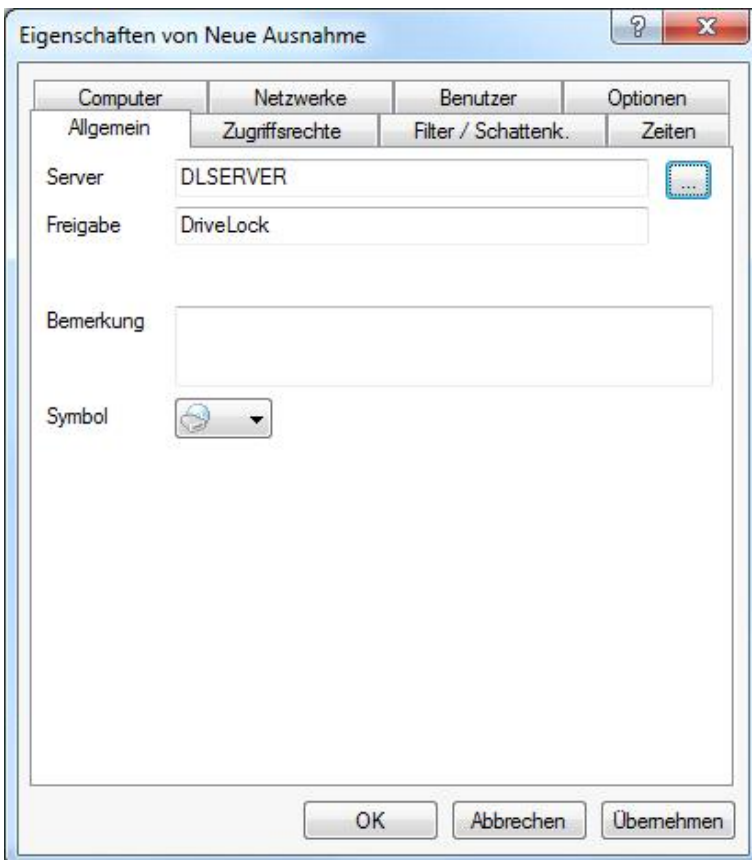 Eigenschaften von Neue Ausnahme
Computer Netzwerke Benutzer Optionen
Allgemein Zugriffsrechte Filter / Schattenk. Zeiten
Server DLSERVER ...
Freigabe DriveLock
Bemerkung
Symbol
OK Abbrechen Übernehmen